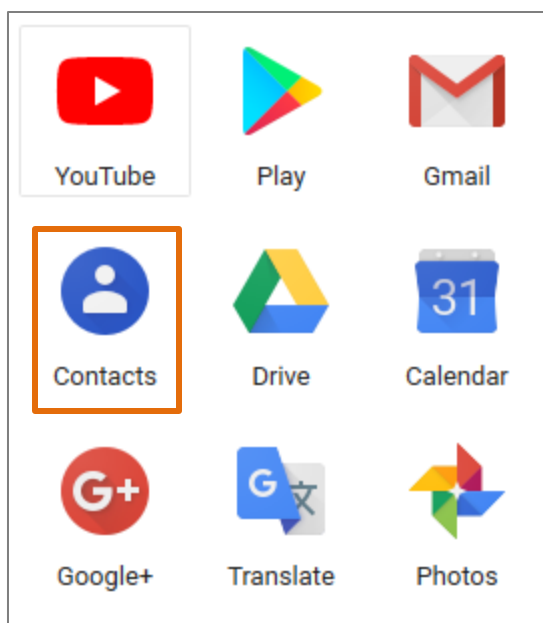 YouTube Play Gmail
31
Contacts Drive Calendar
G+ G 文
Google+ Translate Photos